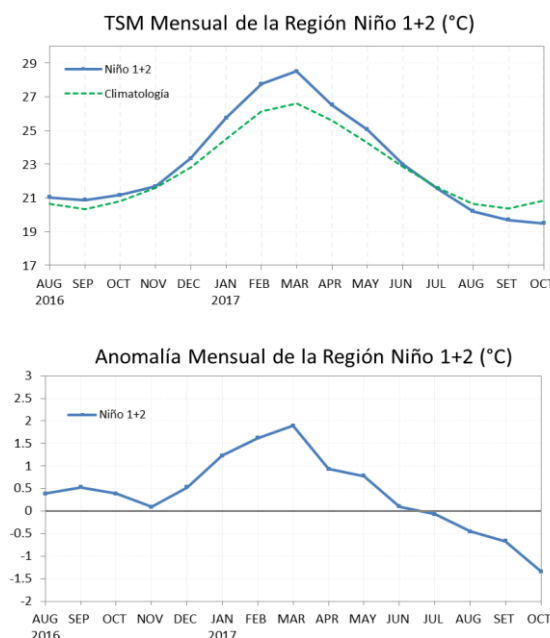 TSM Mensual de la Región Niño 1+2 (°C)
29
Niño 1+2
Climatología
27
25
23
21
19
17
AUG SEP OCT NOV DEC JAN FEB MAR APR MAY JUN JUL AUG SET OCT
2016 2017
Anomalía Mensual de la Región Niño 1+2 (°C)
3
2.5
Niño 1+2
2
1.5
1
0.5
0
-0.5
-1
-1.5
-2
AUG SEP OCT NOV DEC JAN FEB MAR APR MAY JUN JUL AUG SET OCT
2016 2017